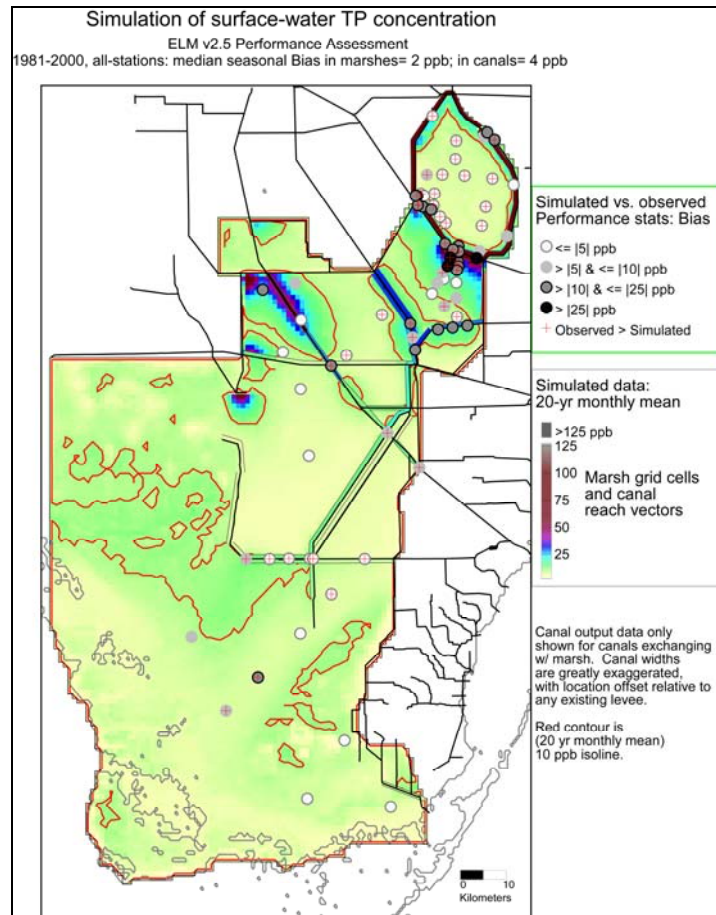 Simulation of surface-water TP concentration
ELM v2.5 Performance Assessment
1981-2000, all-stations: median seasonal Bias in marshes= 2 ppb; in canals= 4 ppb
Simulated vs. observed
Performance stats: Bias
<= |5| ppb
> |5| & <= |10| ppb
> |10| & <= |25| ppb
> |25| ppb
Observed > Simulated
Simulated data:
20-yr monthly mean
>125 ppb
125
100
75
50
25
Marsh grid cells
and canal
reach vectors
Canal output data only
shown for canals exchanging
w/ marsh. Canal widths
are greatly exaggerated,
with location offset relative to
any existing levee.
Red contour is
(20 yr monthly mean)
10 ppb isoline.
0 10
Kilometers